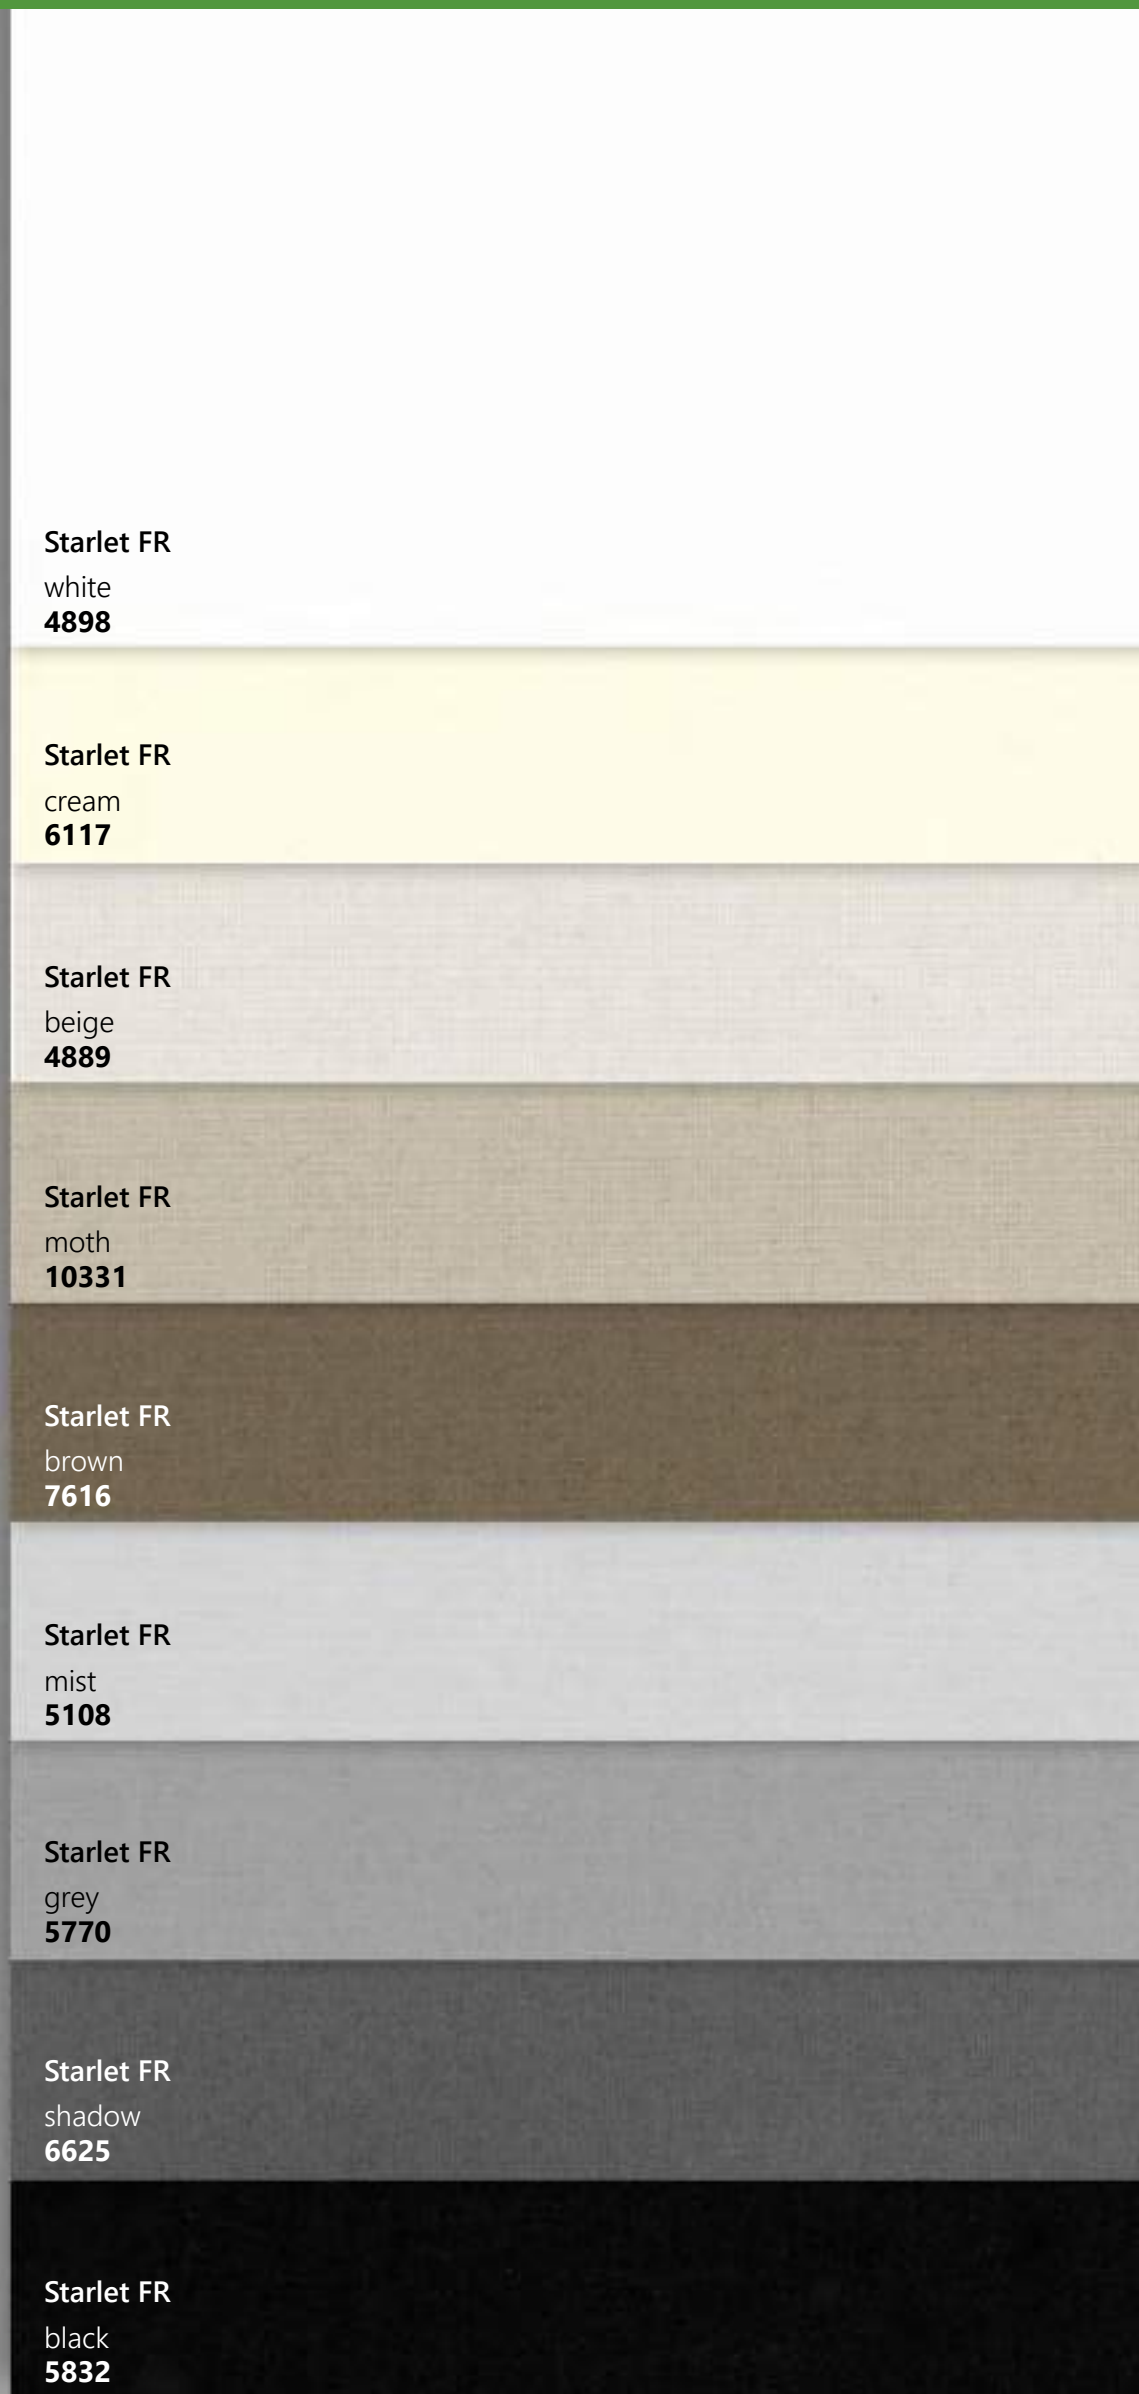 Starlet FR
white
4898
Starlet FR
cream
6117
Starlet FR
beige
4889
Starlet FR
moth
10331
Starlet FR
brown
7616
Starlet FR
mist
5108
Starlet FR
grey
5770
Starlet FR
shadow
6625
Starlet FR
black
5832